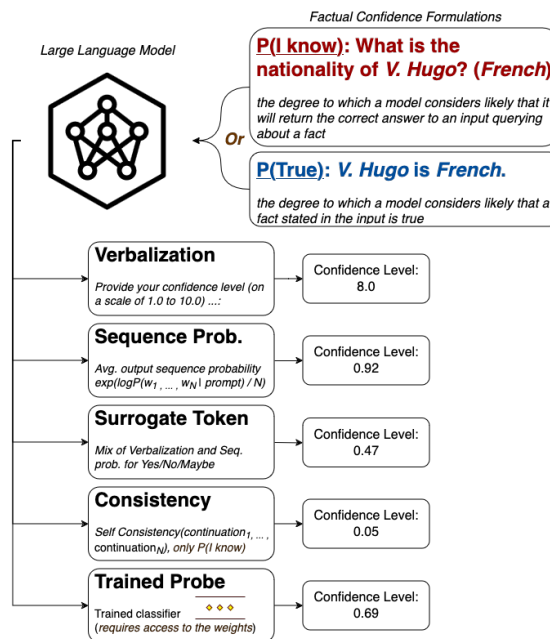 Factual Confidence Formulations
Large Language Model
P(I know): What is the
nationality of V. Hugo? (French)
the degree to which a model considers likely that it
will return the correct answer to an input querying
about a fact
Or
P(True): V. Hugo is French.
the degree to which a model considers likely that a
fact stated in the input is true
Verbalization
Provide your confidence level (on
a scale of 1.0 to 10.0) ...:
Confidence Level:
8.0
Sequence Prob.
Avg. output sequence probability
exp(logP(w1, ... , wN | prompt) / N)
Confidence Level:
0.92
Surrogate Token
Mix of Verbalization and Seq.
prob. for Yes/No/Maybe
Confidence Level:
0.47
Consistency
Self Consistency(continuation1, ... ,
continuationN), only P(I know)
Confidence Level:
0.05
Trained Probe
Trained classifier
(requires access to the weights)
Confidence Level:
0.69